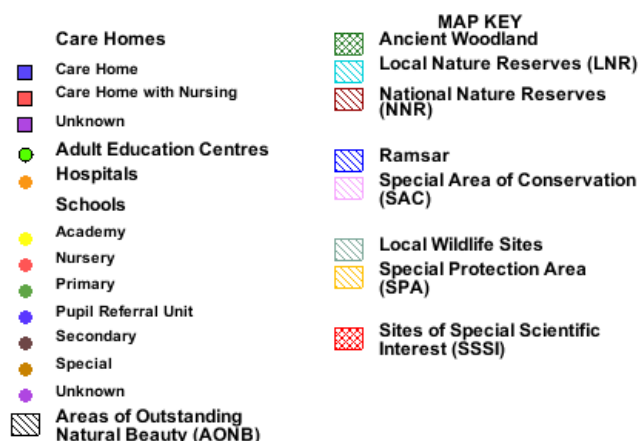 MAP KEY
Care Homes
Care Home
Care Home with Nursing
Unknown
Adult Education Centres
Hospitals
Schools
Academy
Nursery
Primary
Pupil Referral Unit
Secondary
Special
Unknown
Areas of Outstanding
Natural Beauty (AONB)
Ancient Woodland
Local Nature Reserves (LNR)
National Nature Reserves
(NNR)
Ramsar
Special Area of Conservation
(SAC)
Local Wildlife Sites
Special Protection Area
(SPA)
Sites of Special Scientific
Interest (SSSI)